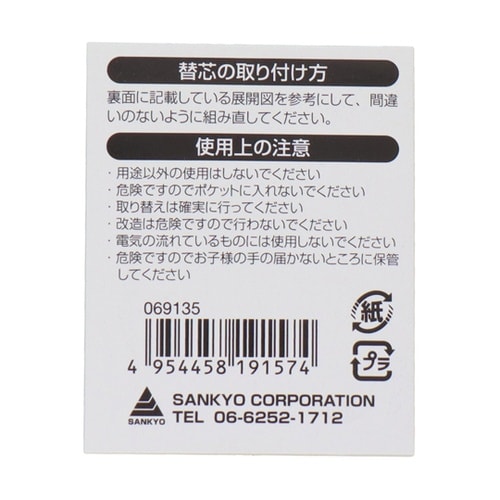 替芯の取り付け方
裏面に記載している展開図を参考にして、間違
いのないように組み直してください。
使用上の注意
・用途以外の使用はしないでください
・危険ですのでポケットに入れないでください
・取り替えは確実に行ってください
・改造は危険ですので行わないでください
・電気の流れているものには使用しないでください
・危険ですのでお子様の手の届かないところに保管
してください
069135
4 954458 191574
紙
プラ
SANKYO
SANKYO CORPORATION
TEL 06-6252-1712